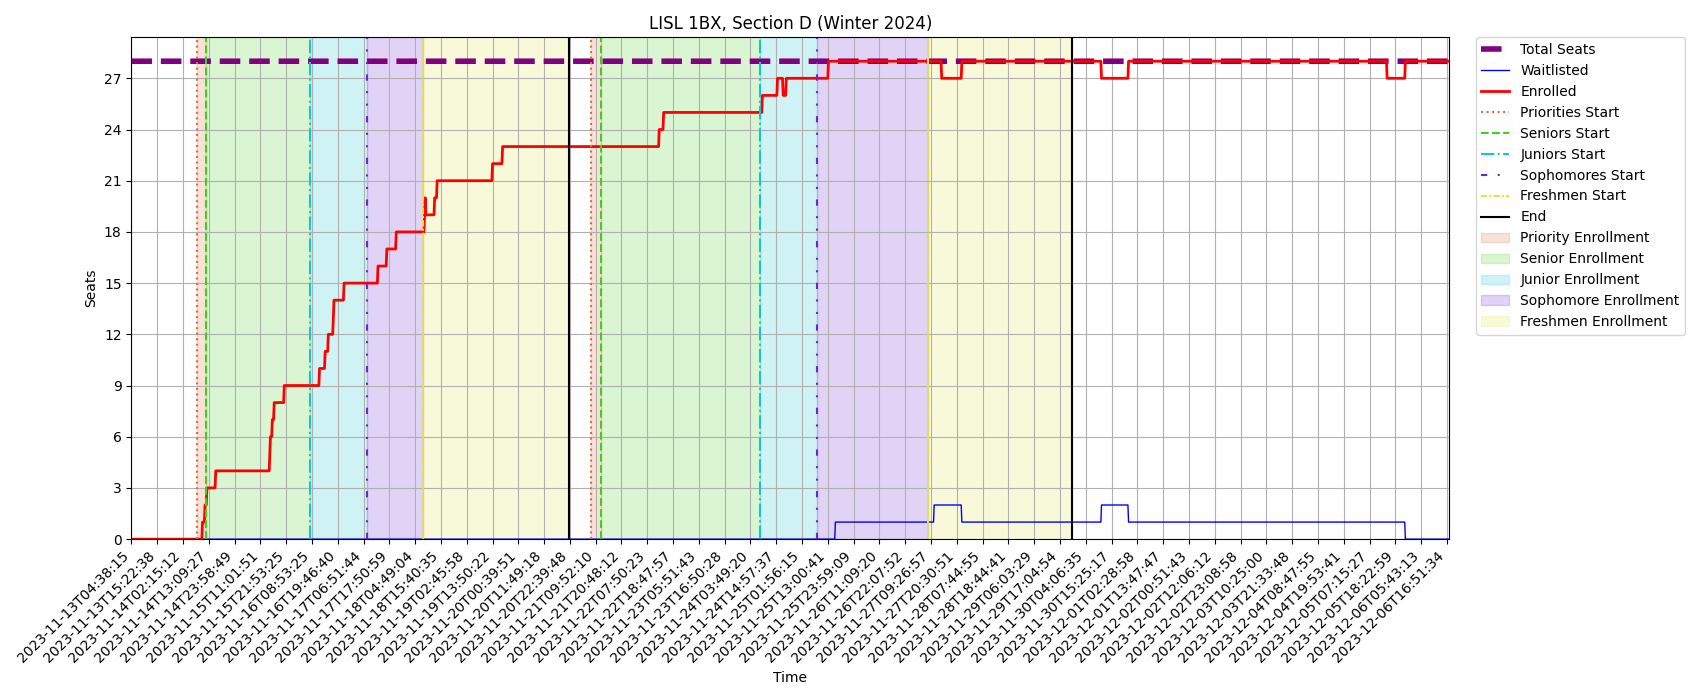 LISL 1BX, Section D (Winter 2024)
Total Seats
Waitlisted
Enrolled
Priorities Start
Seniors Start
Juniors Start
Sophomores Start
Freshmen Start
End
Priority Enrollment
Senior Enrollment
Junior Enrollment
Sophomore Enrollment
Freshmen Enrollment
Seats
27
24
21
18
15
12
9
6
3
0
2023-11-13T04:38:15
2023-11-13T15:22:38
2023-11-14T02:15:12
2023-11-14T13:09:27
2023-11-14T23:58:49
2023-11-15T11:01:51
2023-11-15T21:53:25
2023-11-16T08:53:25
2023-11-16T19:46:40
2023-11-17T06:51:44
2023-11-17T17:50:59
2023-11-18T04:49:04
2023-11-18T15:40:35
2023-11-19T02:45:58
2023-11-19T13:50:22
2023-11-20T00:39:51
2023-11-20T11:49:18
2023-11-20T22:39:48
2023-11-21T09:52:10
2023-11-21T20:48:12
2023-11-22T07:50:23
2023-11-22T18:47:57
2023-11-23T05:51:43
2023-11-23T16:50:28
2023-11-24T03:49:20
2023-11-24T14:57:37
2023-11-25T01:56:15
2023-11-25T13:00:41
2023-11-25T23:59:09
2023-11-26T11:09:20
2023-11-26T22:07:52
2023-11-27T09:26:57
2023-11-27T20:30:51
2023-11-28T07:44:55
2023-11-28T18:44:41
2023-11-29T06:03:29
2023-11-29T17:04:54
2023-11-30T04:06:35
2023-11-30T15:25:17
2023-12-01T02:28:58
2023-12-01T13:47:47
2023-12-02T00:51:43
2023-12-02T12:06:12
2023-12-02T23:08:58
2023-12-03T10:25:00
2023-12-03T21:33:48
2023-12-04T08:47:55
2023-12-04T19:53:41
2023-12-05T07:15:27
2023-12-05T18:22:59
2023-12-06T05:43:13
2023-12-06T16:51:34
Time